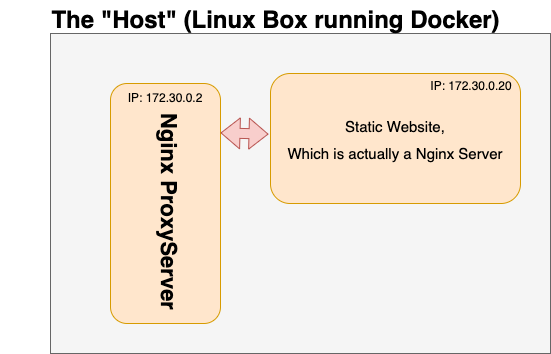 The "Host" (Linux Box running Docker)
IP: 172.30.0.2
Nginx ProxyServer
IP: 172.30.0.20
Static Website,
Which is actually a Nginx Server